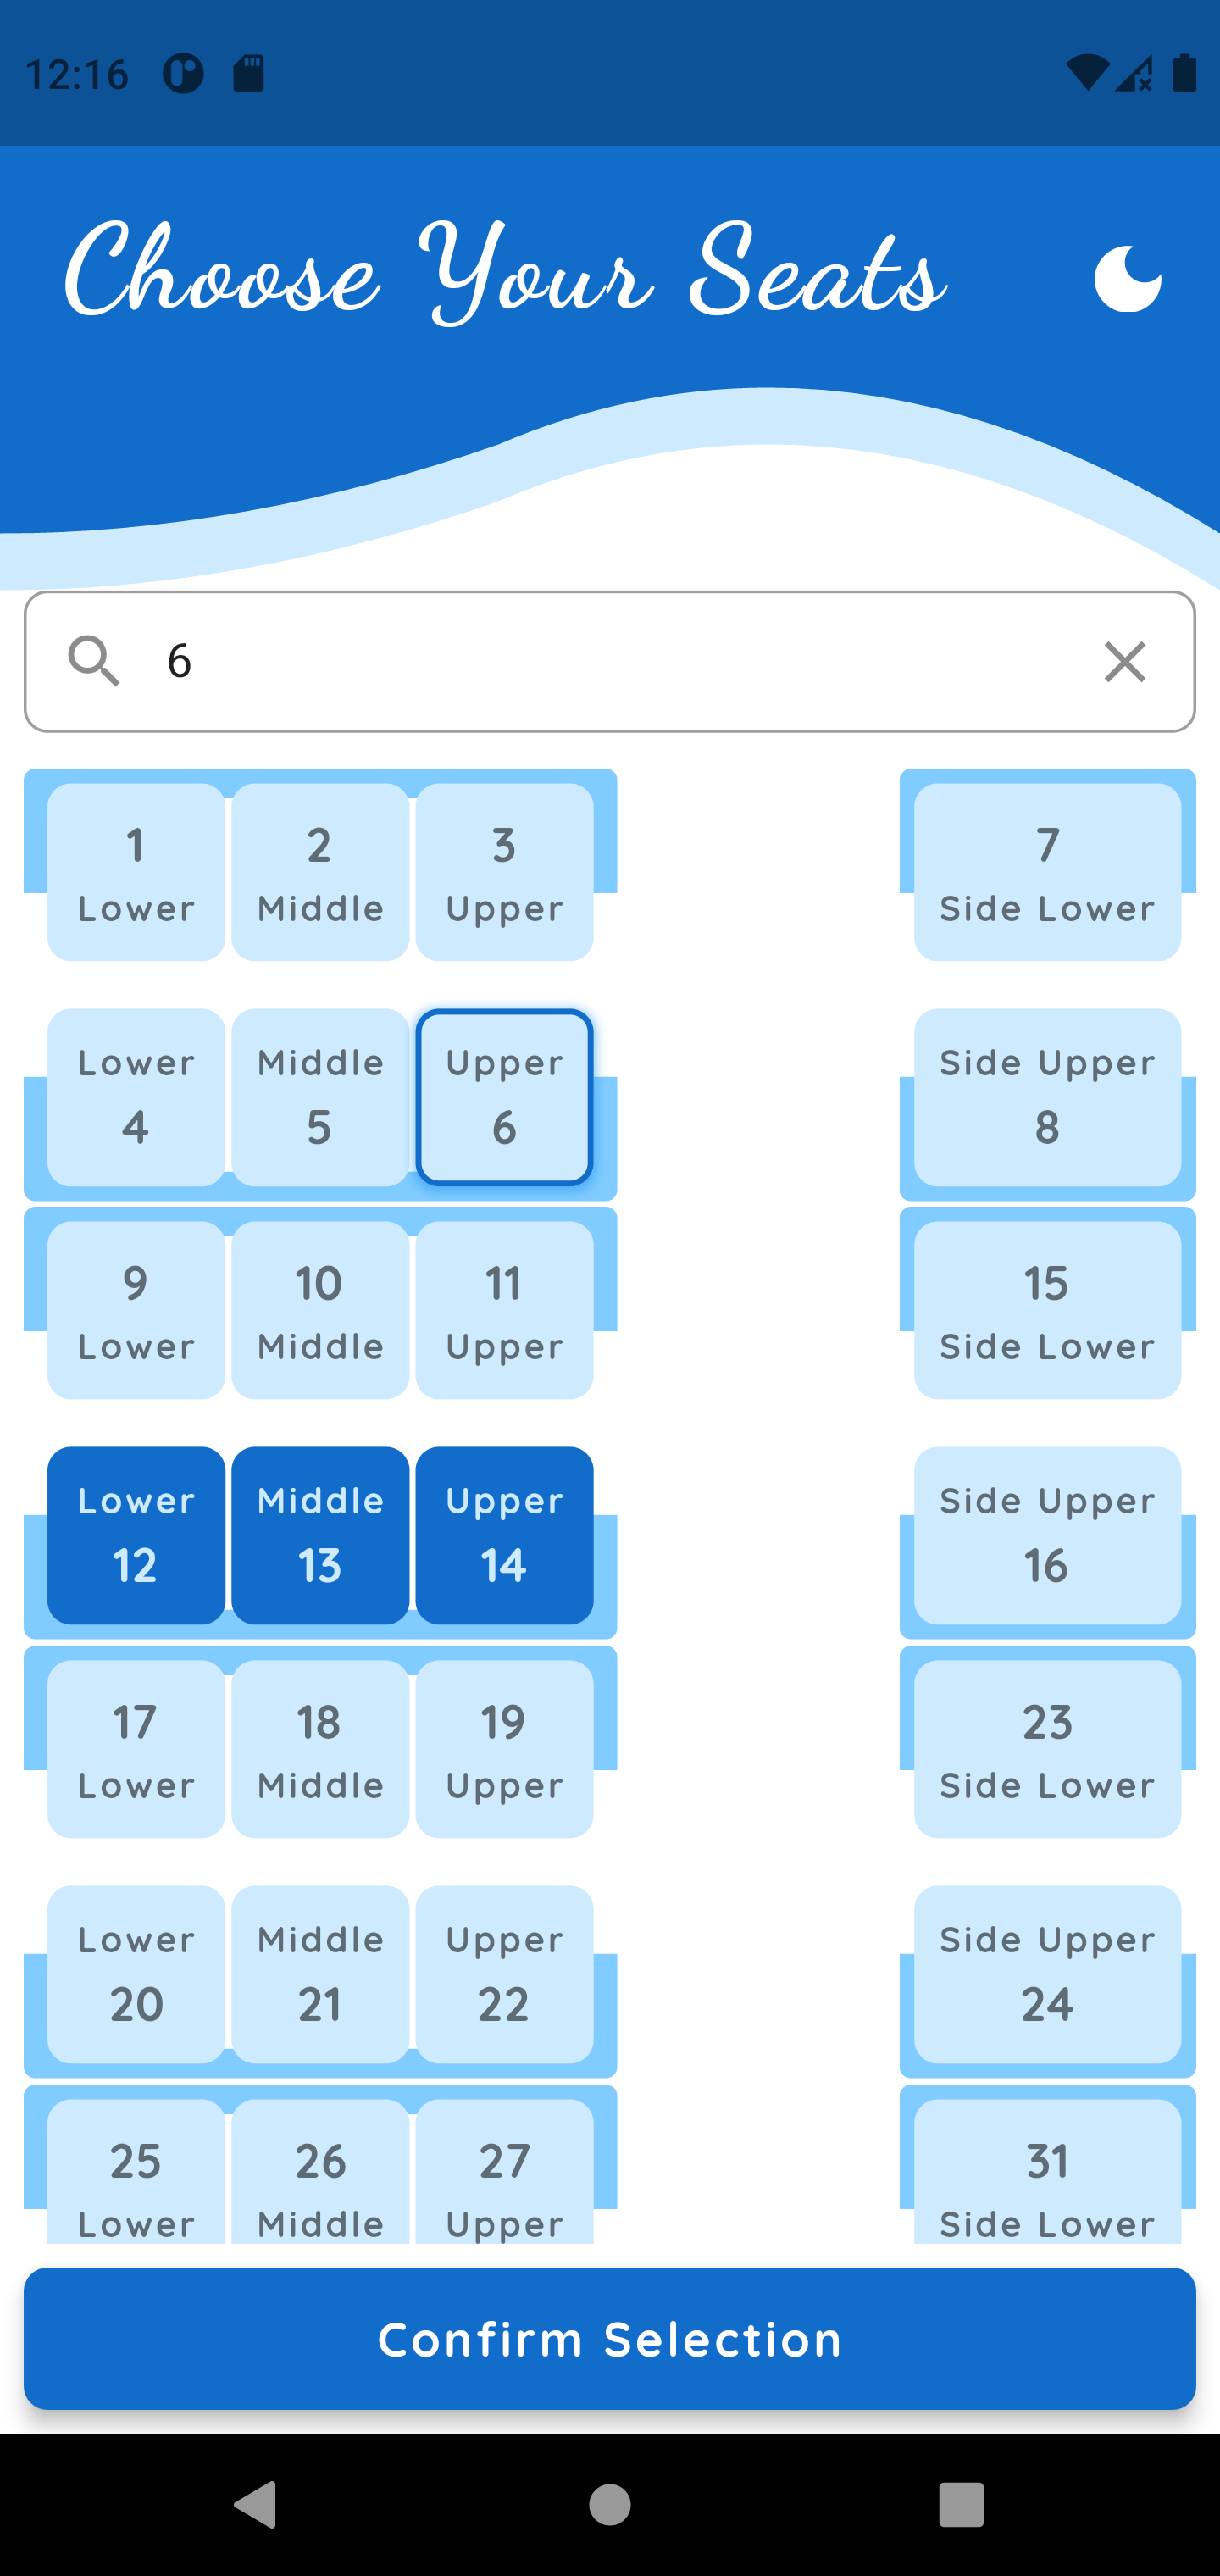 12:16
Choose Your Seats
6
1 2 3 7
Lower Middle Upper Side Lower
Lower Middle Upper Side Upper
4 5 6 8
9 10 11 15
Lower Middle Upper Side Lower
Lower Middle Upper Side Upper
12 13 14 16
17 18 19 23
Lower Middle Upper Side Lower
Lower Middle Upper Side Upper
20 21 22 24
25 26 27 31
Lower Middle Upper Side Lower
Confirm Selection